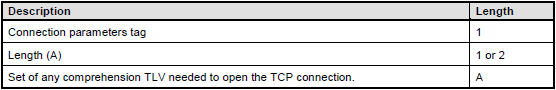 Description Length
Connection parameters tag 1
Length (A) 1 or 2
Set of any comprehension TLV needed to open the TCP connection. A